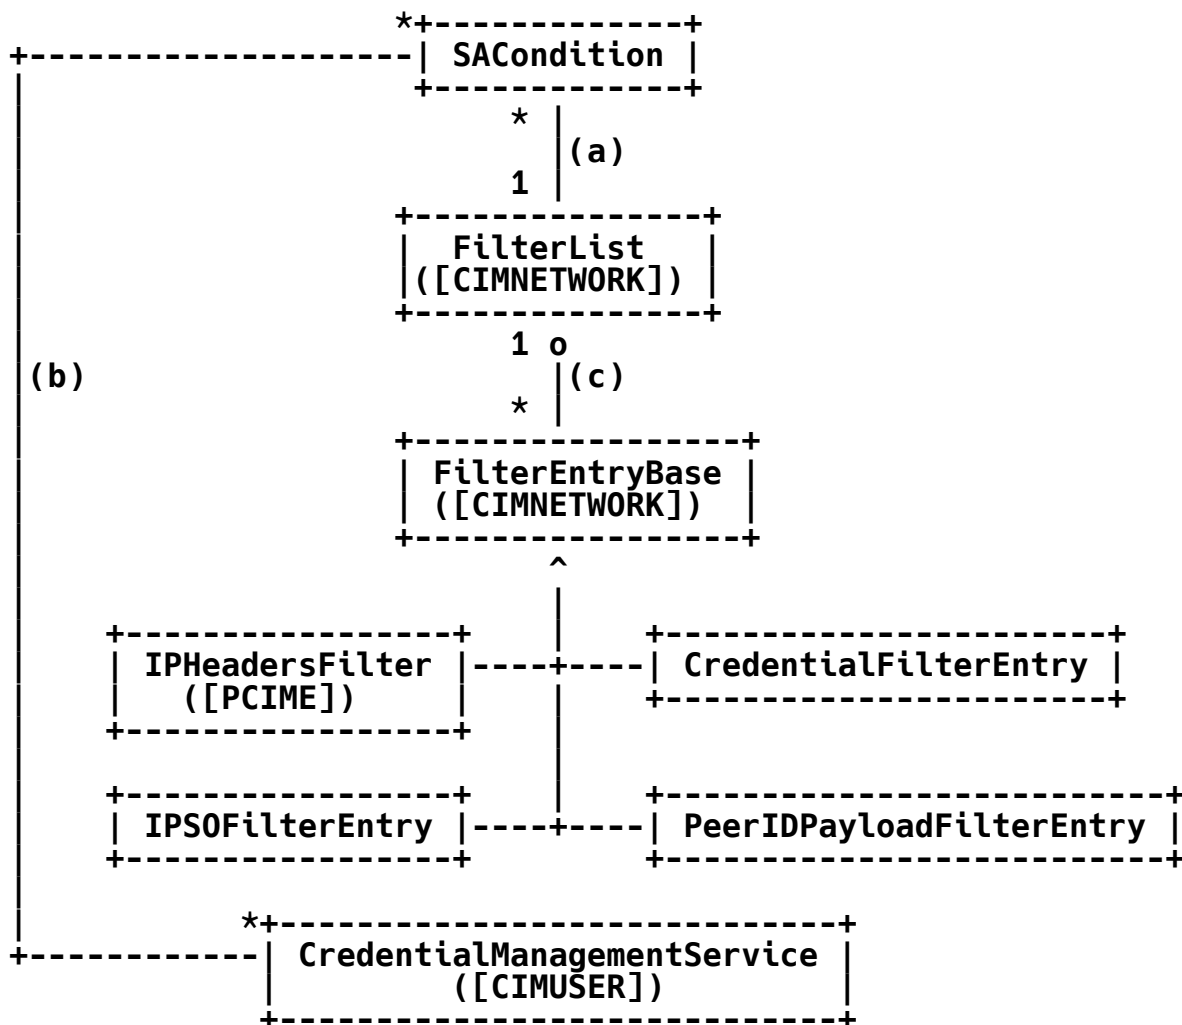 *+-------------+
+--------------------| SACondition |
+-------------+
* |
|(a)
1 |
+---------------+
| FilterList |
|([CIMNETWORK]) |
+---------------+
1 o
|(b) |(c)
* |
+-----------------+
| FilterEntryBase |
| ([CIMNETWORK]) |
+-----------------+
^
|
+-----------------+ | +-----------------------+
| IPHeadersFilter |----+----| CredentialFilterEntry |
| ([PCIME]) | | +-----------------------+
+-----------------+ |
|
+-----------------+ | +--------------------------+
| IPSOFilterEntry |----+----| PeerIDPayloadFilterEntry |
+-----------------+ +--------------------------+
*+-----------------------------+
+------------| CredentialManagementService |
| ([CIMUSER]) |
+-----------------------------+